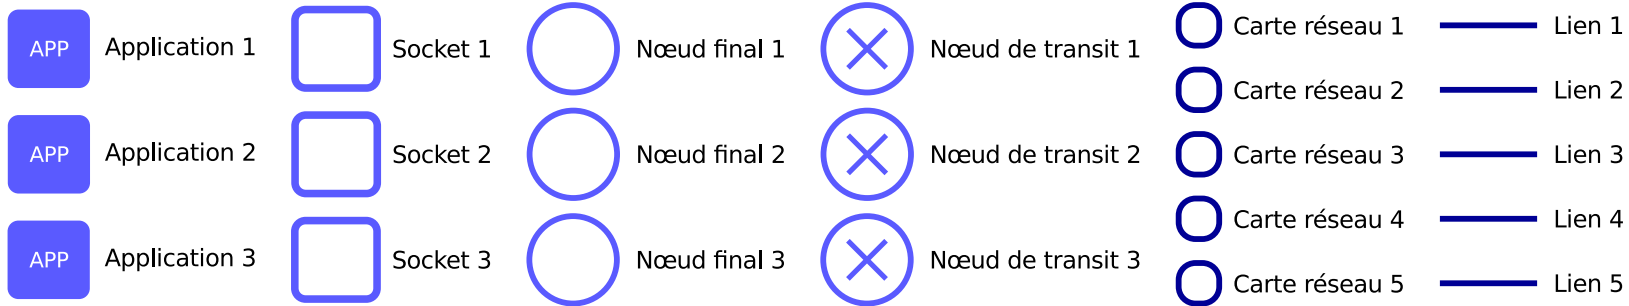 APP Application 1 Socket 1 Nœud final 1 Nœud de transit 1 Carte réseau 1 Lien 1
Carte réseau 2 Lien 2
APP Application 2 Socket 2 Nœud final 2 Nœud de transit 2 Carte réseau 3 Lien 3
Carte réseau 4 Lien 4
APP Application 3 Socket 3 Nœud final 3 Nœud de transit 3 Carte réseau 5 Lien 5